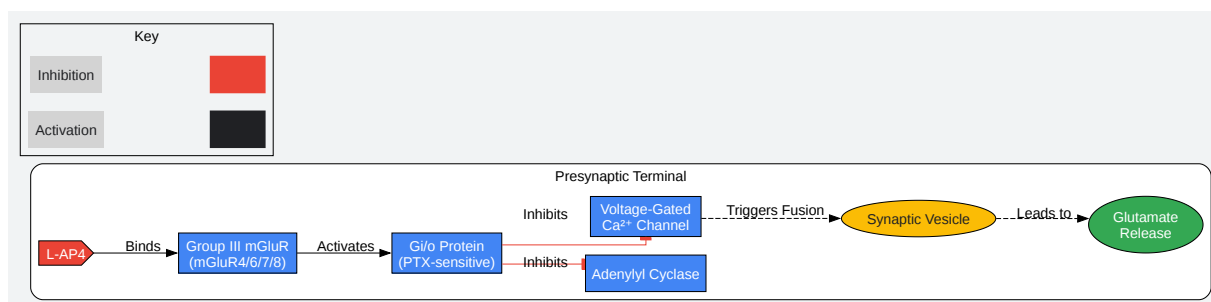 Key
Inhibition
Activation
Presynaptic Terminal
L-AP4
Binds
Group III mGluR
(mGluR4/6/7/8)
Activates
Gi/o Protein
(PTX-sensitive)
Inhibits
Voltage-Gated
Ca²⁺ Channel
Triggers Fusion
Synaptic Vesicle
Leads to
Glutamate
Release
Inhibits
Adenylyl Cyclase